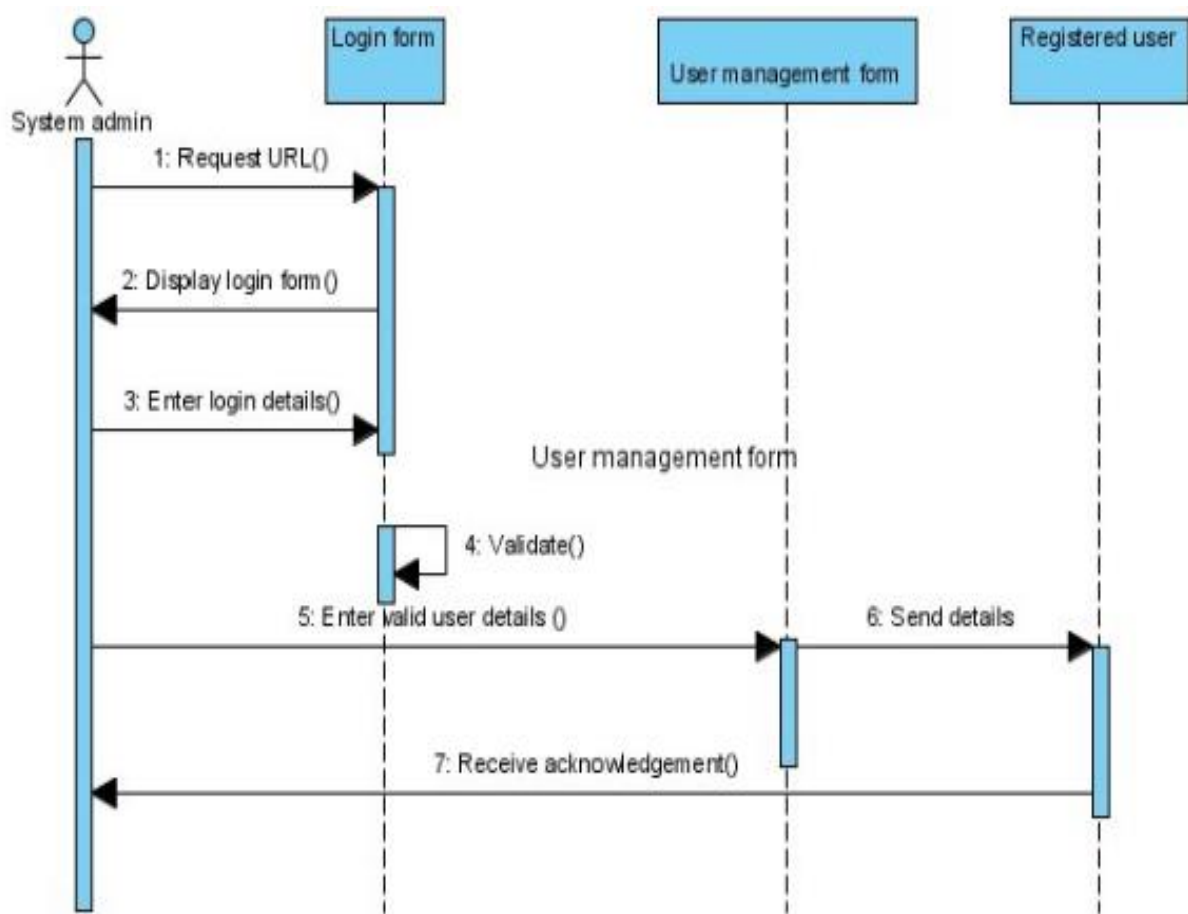 Login form
User management form
Registered user
System admin
1: Request URL()
2: Display login form()
3: Enter login details()
User management form
4: Validate()
5: Enter valid user details ()
6: Send details
7: Receive acknowledgement()